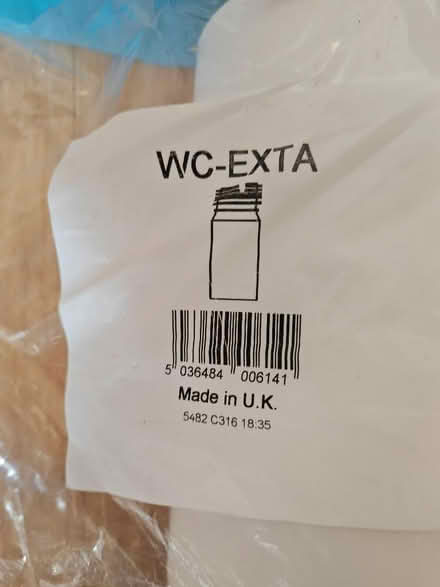 WC-EXTA
5 036484 006141
Made in U.K.
5482 C316 18:35